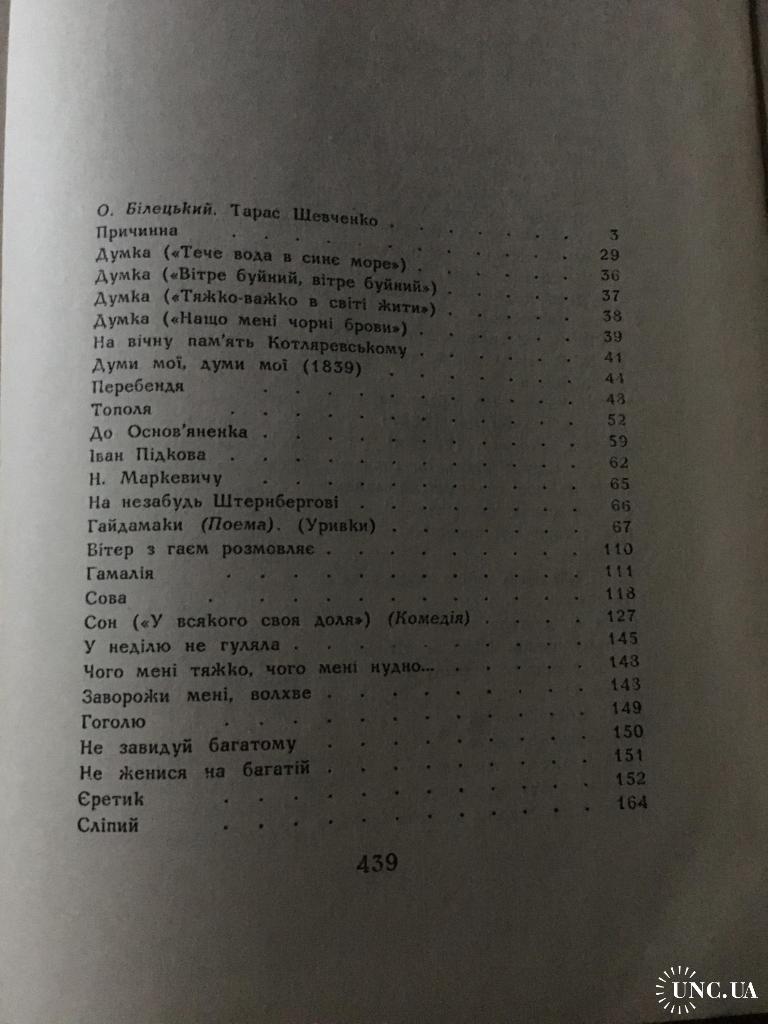 О. Білецький. Тарас Шевченко . . . . . . . 3
Причинна . . . . . . . . . . . 29
Думка («Тече вода в синє море») . . . . . . 36
Думка («Вітре буйний, вітре буйний») . . . . . 37
Думка («Тяжко-важко в світі жити») . . . . . 38
Думка («Нащо мені чорні брови») . . . . . . 39
На вічну пам'ять Котляревському . . . . . . 41
Думи мої, думи мої (1839) . . . . . . . 44
Перебендя . . . . . . . . . . . 48
Тополя . . . . . . . . . . . . 52
До Основ'яненка . . . . . . . . . . . 59
Іван Підкова . . . . . . . . . . . . 62
Н. Маркевичу . . . . . . . . . . . 65
На незабудь Штернбергові . . . . . . . . 66
Гайдамаки (Поема). (Уривки) . . . . . . . 67
Вітер з гаєм розмовляє . . . . . . . . . 110
Гамалія . . . . . . . . . . . . 111
Сова . . . . . . . . . . . . 118
Сон («У всякого своя доля») (Комедія) . . . . 127
У неділю не гуляла . . . . . . . . . . 145
Чого мені тяжко, чого мені нудно... . . . . . 148
Заворожи мені, волхве . . . . . . . . . 148
Гоголю . . . . . . . . . . . . 149
Не завидуй багатому . . . . . . . . . 150
Не женися на багатій . . . . . . . . . 151
Єретик . . . . . . . . . . . . 152
Сліпий . . . . . . . . . . . . 164
439
UNC.UA